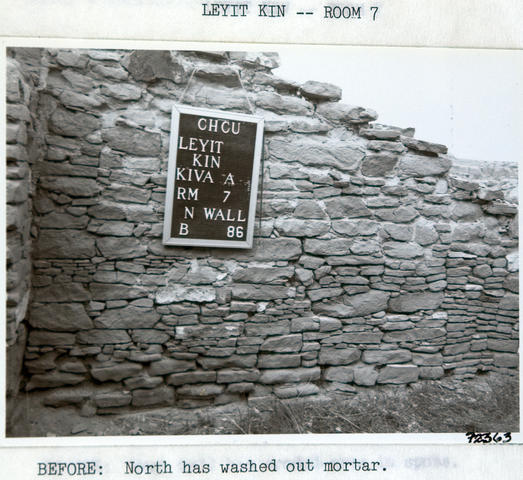 LEYIT KIN -- ROOM 7
CHCU
LEYIT
KIN
KIVA A
RM 7
N WALL
B 86
72363
BEFORE: North has washed out mortar.